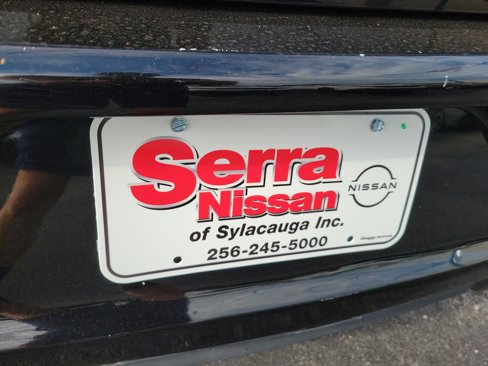 Serra
Nissan
NISSAN
of Sylacauga Inc.
256-245-5000